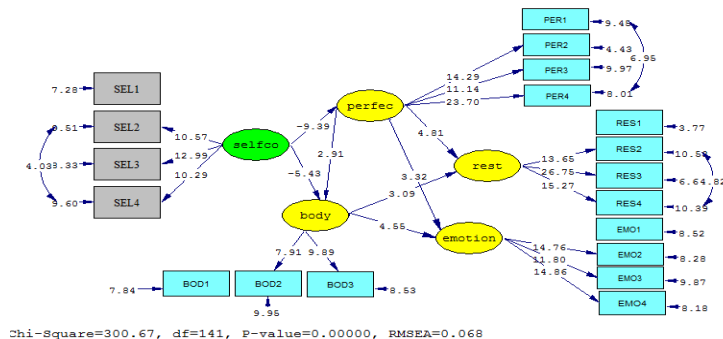 PER1
9.49
PER2
4.43
6.95
PER3
9.97
PER4
8.01
14.29
11.14
23.70
perfec
7.28
SEL1
SEL2
10.57
-9.39
4.81
RES1
3.77
4.03
SEL3
12.99
selfco
2.91
3.32
13.65
RES2
rest
26.75
RES3
15.27
SEL4
10.29
9.60
-5.43
3.09
RES4
10.39
body
4.55
emotion
EMO1
8.52
14.76
EMO2
8.28
11.80
EMO3
9.87
14.86
EMO4
8.18
7.91
9.89
7.84
BOD1
BOD2
BOD3
8.53
9.95
Chi-Square=300.67, df=141, P-value=0.00000, RMSEA=0.068